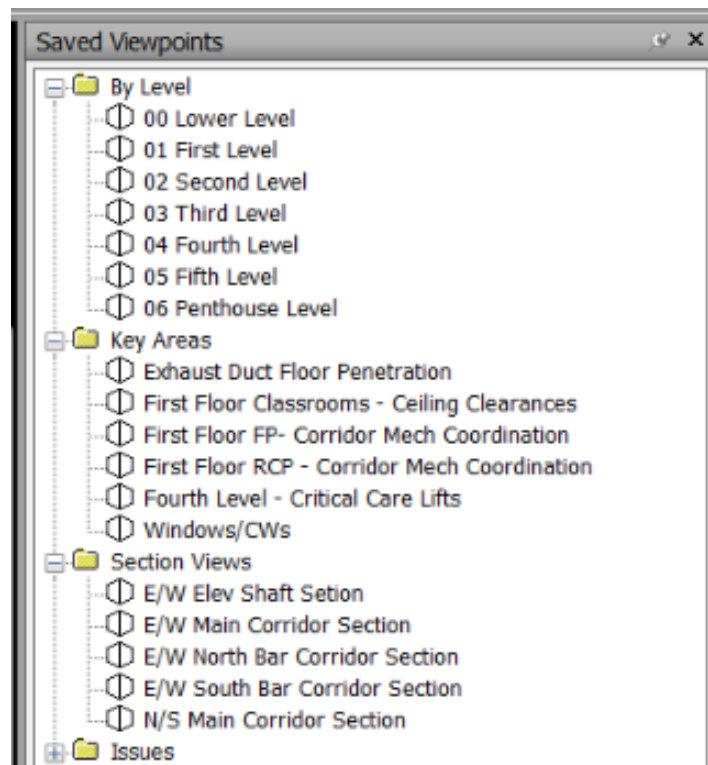 Saved Viewpoints
By Level
00 Lower Level
01 First Level
02 Second Level
03 Third Level
04 Fourth Level
05 Fifth Level
06 Penthouse Level
Key Areas
Exhaust Duct Floor Penetration
First Floor Classrooms - Ceiling Clearances
First Floor FP- Corridor Mech Coordination
First Floor RCP - Corridor Mech Coordination
Fourth Level - Critical Care Lifts
Windows/CWs
Section Views
E/W Elev Shaft Setion
E/W Main Corridor Section
E/W North Bar Corridor Section
E/W South Bar Corridor Section
N/S Main Corridor Section
Issues